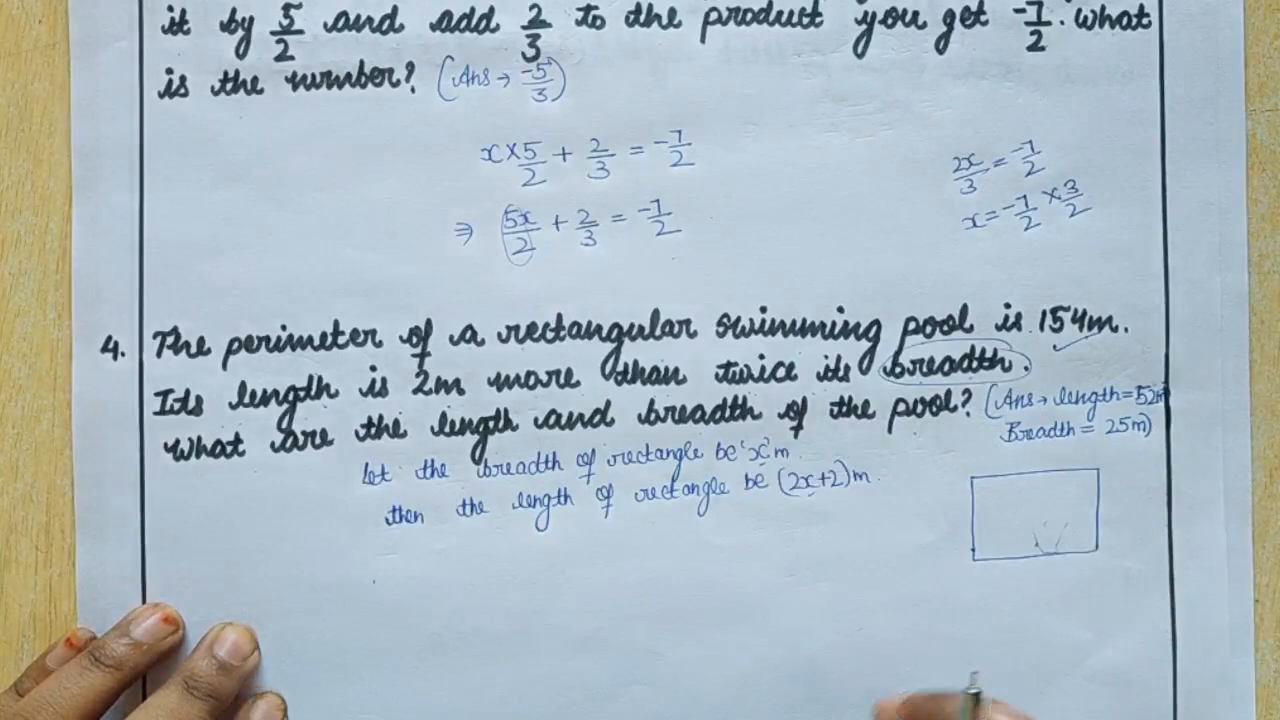 it by 5/2 and add 2/3 to the product you get -7/2. what
is the number? (Ans → -5/3)
x × 5/2 + 2/3 = -7/2
⇒ 5x/2 + 2/3 = -7/2
2x/3 = -7/2
x = -7/2 × 3/2
4. The perimeter of a rectangular swimming pool is 154m.
Its length is 2m more than twice its breadth.
What are the length and breadth of the pool? (Ans → length = 52m
Breadth = 25m)
Let the breadth of rectangle be 'x' m.
then the length of rectangle be (2x+2)m.